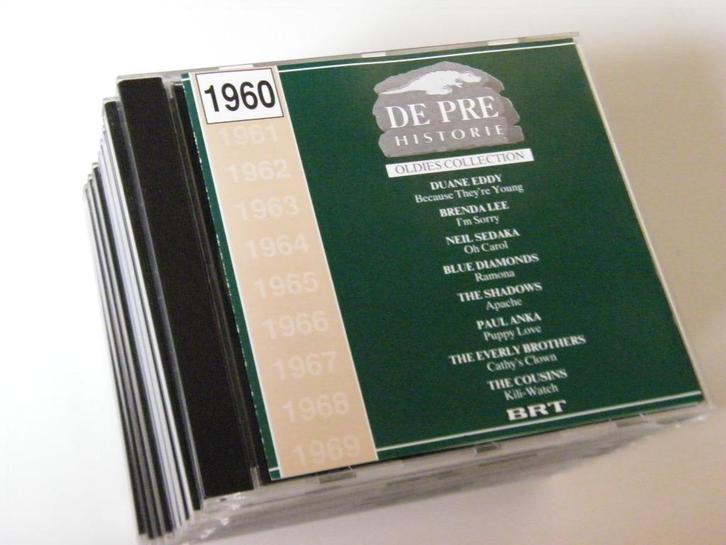 1960
1961
1962
1963
1964
1965
1966
1967
1968
1969
DE PRE
HISTORIE
OLDIES COLLECTION
DUANE EDDY
Because They're Young
BRENDA LEE
I'm Sorry
NEIL SEDAKA
Oh Carol
BLUE DIAMONDS
Ramona
THE SHADOWS
Apache
PAUL ANKA
Puppy Love
THE EVERLY BROTHERS
Cathy's Clown
THE COUSINS
Kili-Watch
BRT